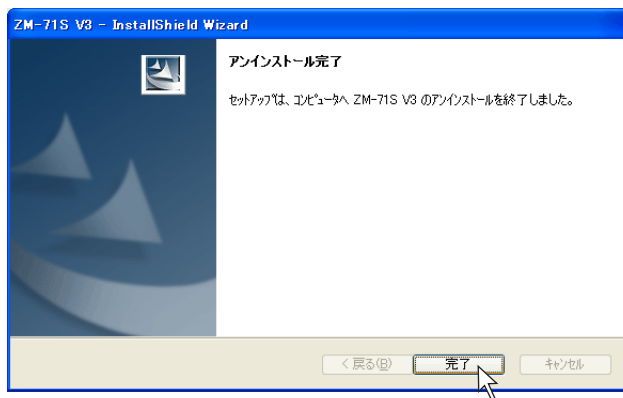 ZM-71S V3 - InstallShield Wizard
アンインストール完了
セットアップは、コンピュータへ ZM-71S V3 のアンインストールを終了しました。
< 戻る(B)
完了
キャンセル